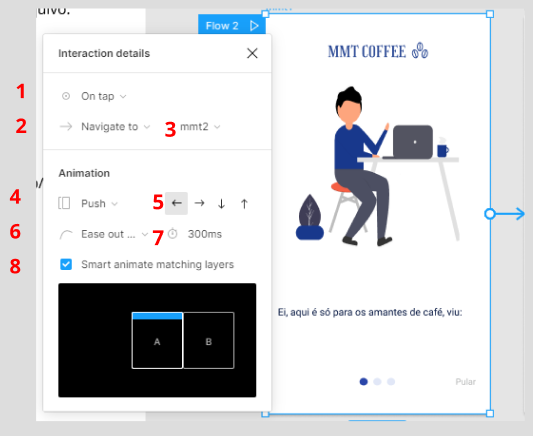 quivo.
Flow 2
Interaction details
1
On tap
2
Navigate to
3
mmt2
Animation
4
Push
5
6
Ease out ...
7
300ms
8
Smart animate matching layers
A
B
MMT COFFEE
Ei, aqui é só para os amantes de café, viu:
Pular